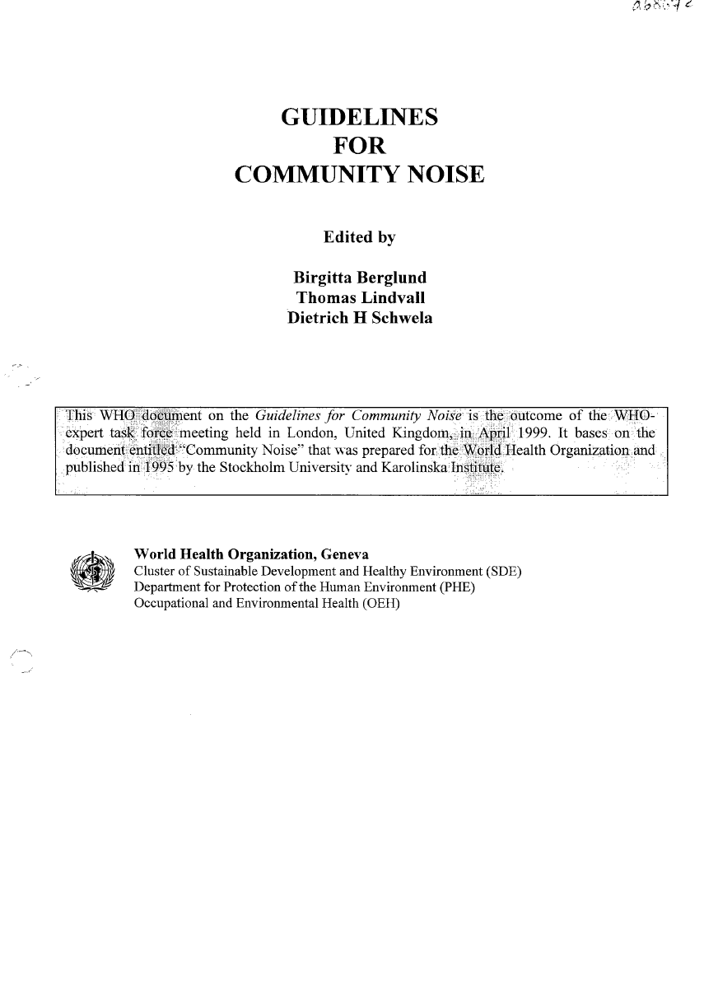 GUIDELINES
FOR
COMMUNITY NOISE
Edited by
Birgitta Berglund
Thomas Lindvall
Dietrich H Schwela
This WHO document on the Guidelines for Community Noise is the outcome of the WHO-
expert task force meeting held in London, United Kingdom, in April 1999. It bases on the
document entitled “Community Noise” that was prepared for the World Health Organization and
published in 1995 by the Stockholm University and Karolinska Institute.
World Health Organization, Geneva
Cluster of Sustainable Development and Healthy Environment (SDE)
Department for Protection of the Human Environment (PHE)
Occupational and Environmental Health (OEH)